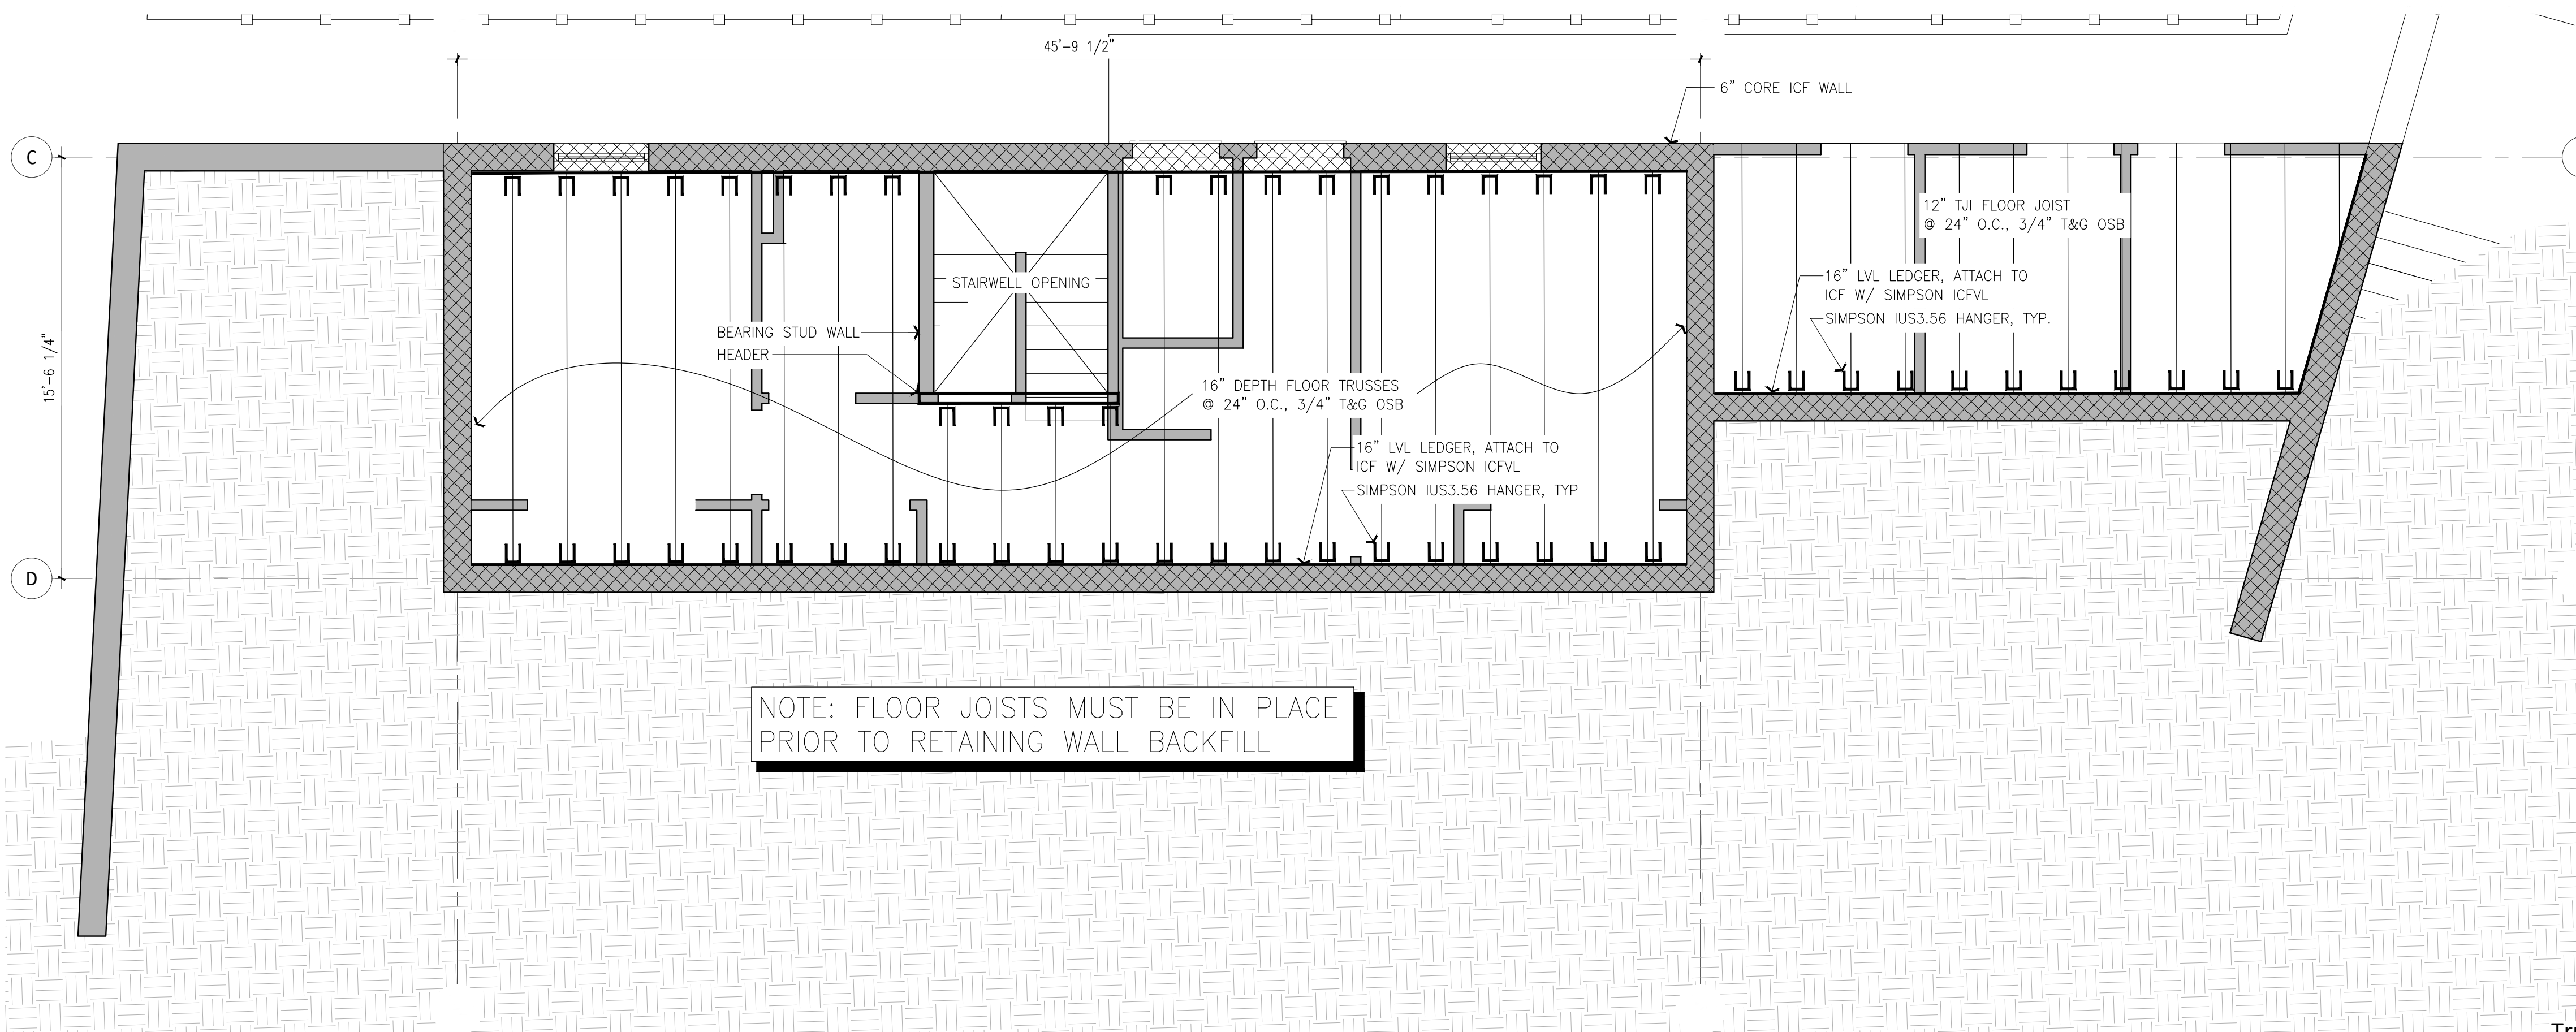 45'-9 1/2"
6" CORE ICF WALL
C
12" TJI FLOOR JOIST
@ 24" O.C., 3/4" T&G OSB
16" LVL LEDGER, ATTACH TO
ICF W/ SIMPSON ICFVL
SIMPSON IUS3.56 HANGER, TYP.
STAIRWELL OPENING
BEARING STUD WALL
HEADER
15'-6 1/4"
16" DEPTH FLOOR TRUSSES
@ 24" O.C., 3/4" T&G OSB
16" LVL LEDGER, ATTACH TO
ICF W/ SIMPSON ICFVL
SIMPSON IUS3.56 HANGER, TYP
D
NOTE: FLOOR JOISTS MUST BE IN PLACE
PRIOR TO RETAINING WALL BACKFILL